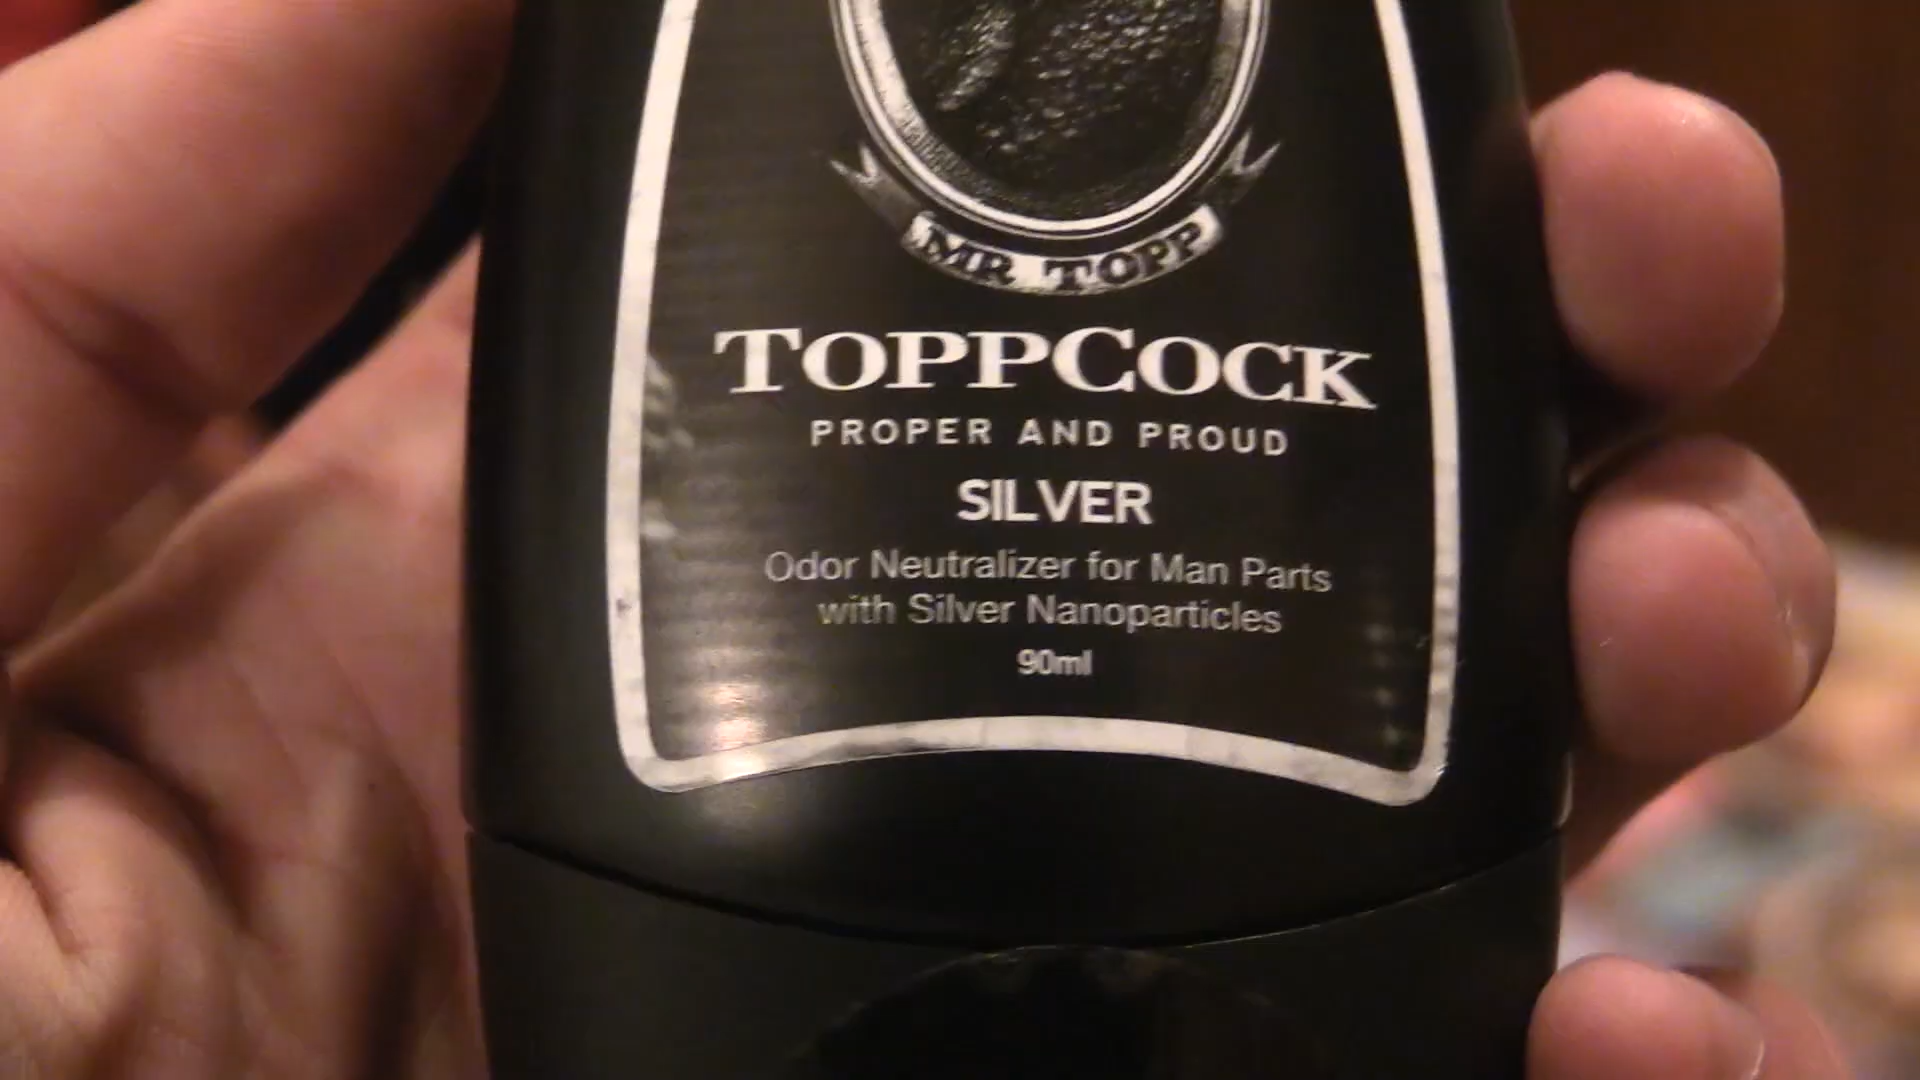 MR TOPP
TOPPCOCK
PROPER AND PROUD
SILVER
Odor Neutralizer for Man Parts
with Silver Nanoparticles
90ml